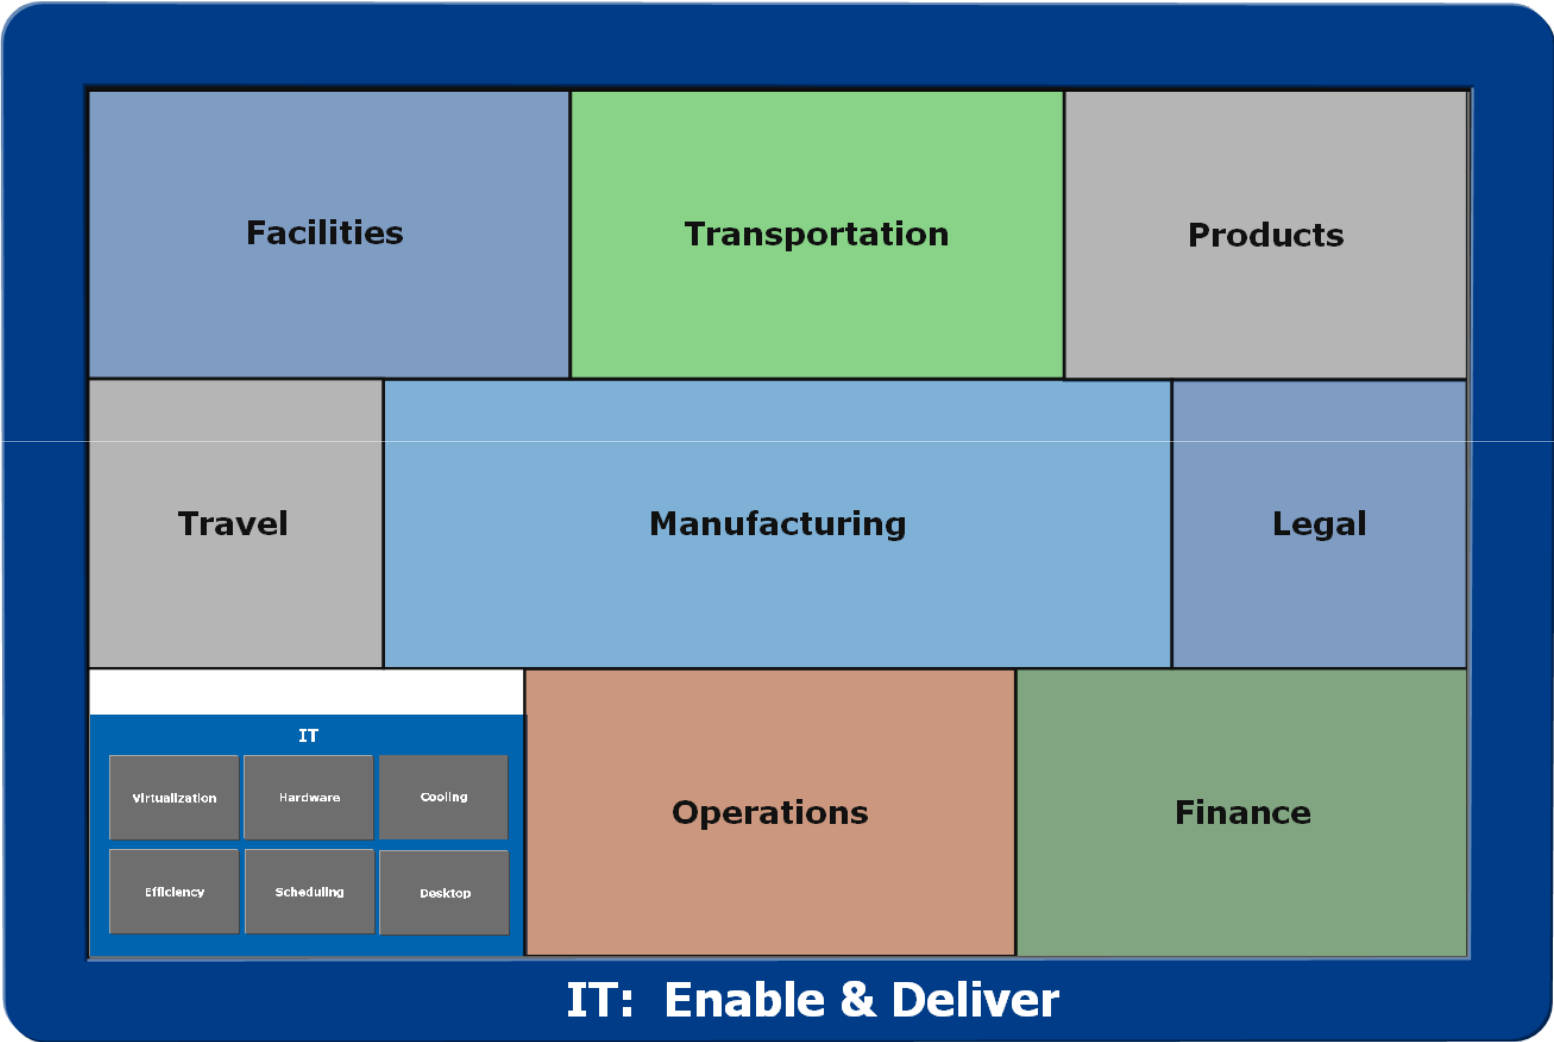 Facilities
Transportation
Products
Travel
Manufacturing
Legal
IT
Virtualization
Hardware
Cooling
Efficiency
Scheduling
Desktop
Operations
Finance
IT:  Enable & Deliver